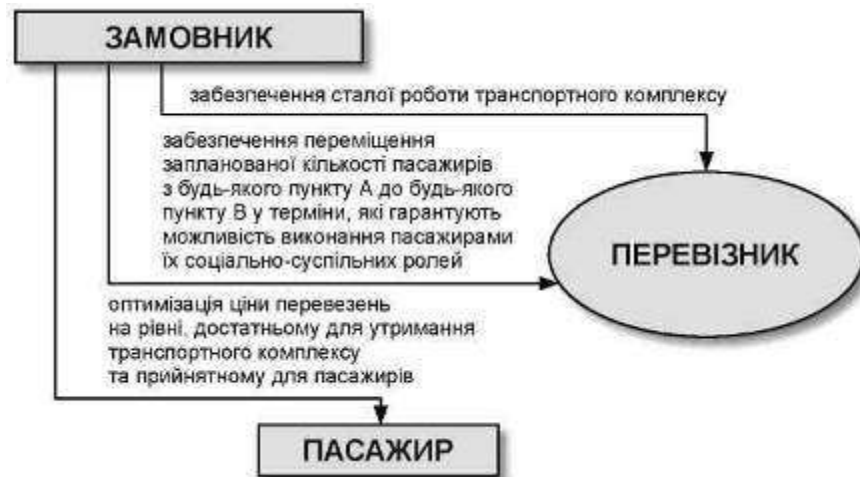 ЗАМОВНИК
забезпечення сталої роботи транспортного комплексу
забезпечення переміщення
запланованої кількості пасажирів
з будь-якого пункту А до будь-якого
пункту В у терміни, які гарантують
можливість виконання пасажирами
їх соціально-суспільних ролей
ПЕРЕВІЗНИК
оптимізація ціни перевезень
на рівні, достатньому для утримання
транспортного комплексу
та прийнятному для пасажирів
ПАСАЖИР